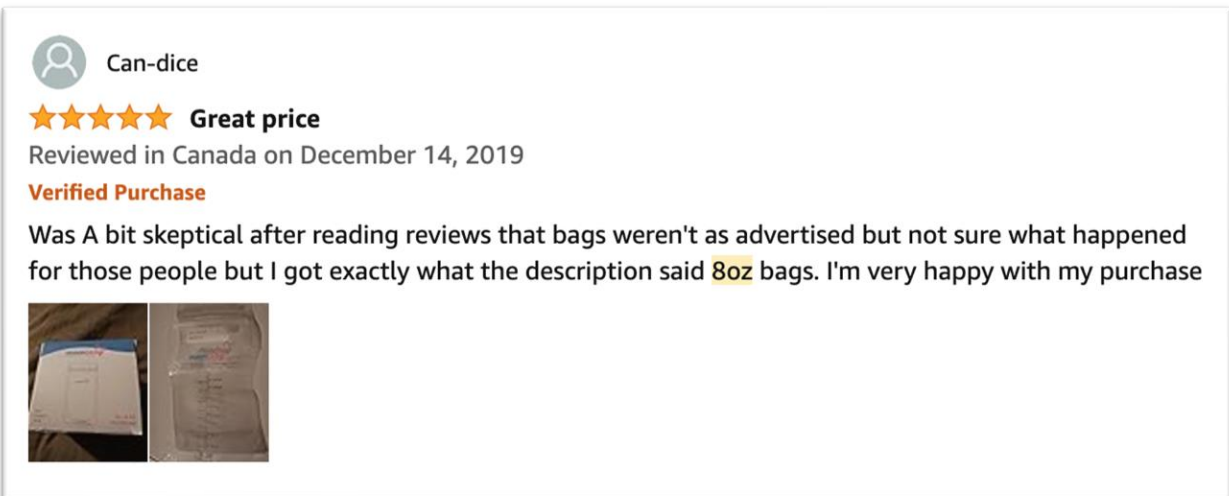 Can-dice
Great price
Reviewed in Canada on December 14, 2019
Verified Purchase
Was A bit skeptical after reading reviews that bags weren't as advertised but not sure what happened
for those people but I got exactly what the description said 8oz bags. I'm very happy with my purchase